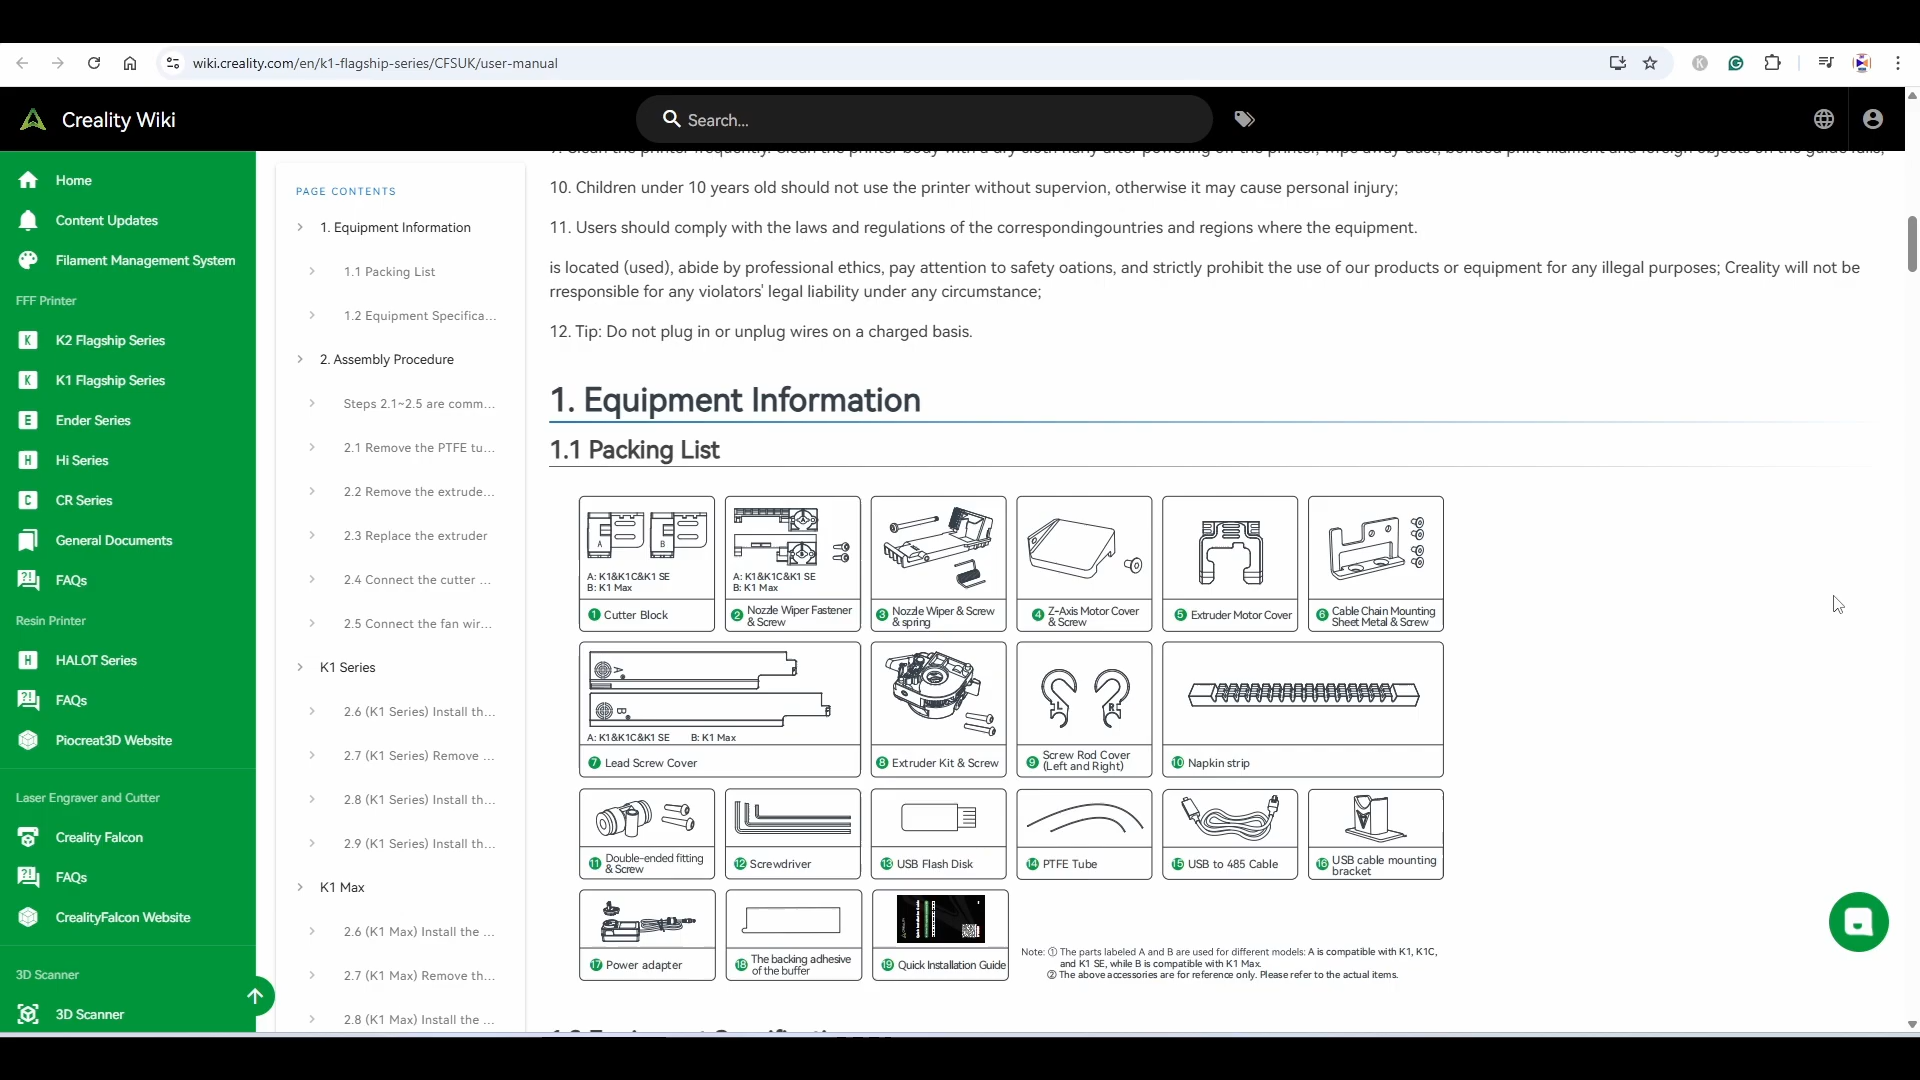 wiki.creality.com/en/k1-flagship-series/CFSUK/user-manual
Creality Wiki
Search...
Home
Content Updates
Filament Management System
FFF Printer
K2 Flagship Series
K1 Flagship Series
Ender Series
Hi Series
CR Series
General Documents
FAQs
Resin Printer
HALOT Series
FAQs
Piocreat3D Website
Laser Engraver and Cutter
Creality Falcon
FAQs
CrealityFalcon Website
3D Scanner
3D Scanner
PAGE CONTENTS
1. Equipment Information
1.1 Packing List
1.2 Equipment Specifica...
2. Assembly Procedure
Steps 2.1~2.5 are comm...
2.1 Remove the PTFE tu...
2.2 Remove the extrude...
2.3 Replace the extruder
2.4 Connect the cutter ...
2.5 Connect the fan wir...
K1 Series
2.6 (K1 Series) Install th...
2.7 (K1 Series) Remove ...
2.8 (K1 Series) Install th...
2.9 (K1 Series) Install th...
K1 Max
2.6 (K1 Max) Install the ...
2.7 (K1 Max) Remove th...
2.8 (K1 Max) Install the ...
10. Children under 10 years old should not use the printer without supervion, otherwise it may cause personal injury;
11. Users should comply with the laws and regulations of the correspondingountries and regions where the equipment.
is located (used), abide by professional ethics, pay attention to safety oations, and strictly prohibit the use of our products or equipment for any illegal purposes; Creality will not be
rresponsible for any violators' legal liability under any circumstance;
12. Tip: Do not plug in or unplug wires on a charged basis.
1. Equipment Information
1.1 Packing List
A B
A: K1&K1C&K1 SE
B: K1 Max
1 Cutter Block
A: K1&K1C&K1 SE
B: K1 Max
2 Nozzle Wiper Fastener
& Screw
3 Nozzle Wiper & Screw
& spring
4 Z-Axis Motor Cover
& Screw
5 Extruder Motor Cover
6 Cable Chain Mounting
Sheet Metal & Screw
A
B
A: K1&K1C&K1 SE B: K1 Max
7 Lead Screw Cover
8 Extruder Kit & Screw
L R
9 Screw Rod Cover
(Left and Right)
10 Napkin strip
11 Double-ended fitting
& Screw
12 Screwdriver
13 USB Flash Disk
14 PTFE Tube
15 USB to 485 Cable
16 USB cable mounting
bracket
17 Power adapter
18 The backing adhesive
of the buffer
19 Quick Installation Guide
Note: ① The parts labeled A and B are used for different models: A is compatible with K1, K1C,
and K1 SE, while B is compatible with K1 Max.
② The above accessories are for reference only. Please refer to the actual items.